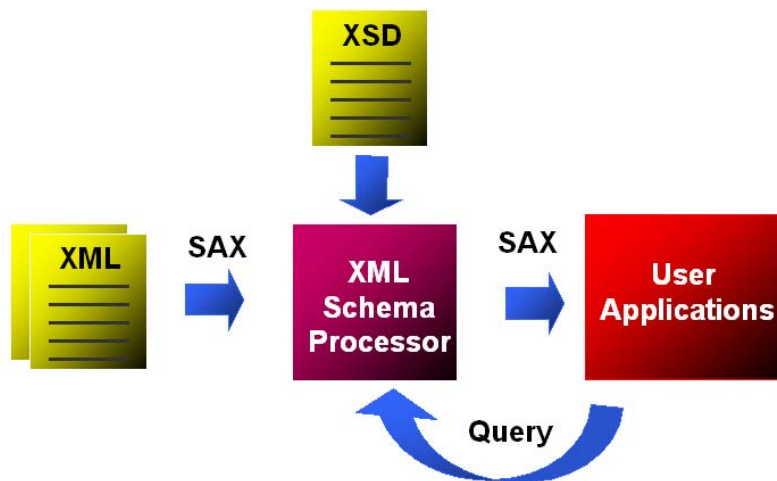 XSD
XML
SAX
XML
Schema
Processor
SAX
User
Applications
Query